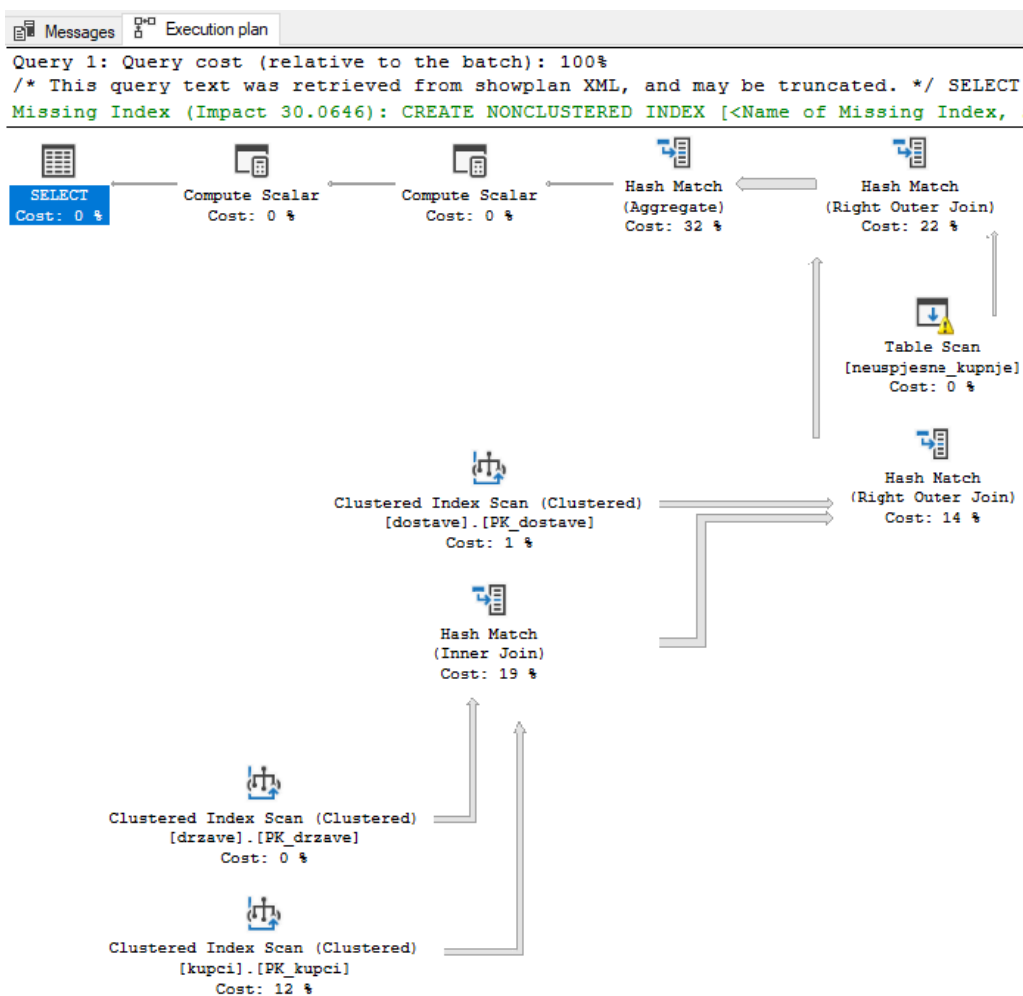 Messages
Execution plan
Query 1: Query cost (relative to the batch): 100%
/* This query text was retrieved from showplan XML, and may be truncated. */ SELECT
Missing Index (Impact 30.0646): CREATE NONCLUSTERED INDEX [<Name of Missing Index,
SELECT
Cost: 0 %
Compute Scalar
Cost: 0 %
Compute Scalar
Cost: 0 %
Hash Match
(Aggregate)
Cost: 32 %
Hash Match
(Right Outer Join)
Cost: 22 %
Table Scan
[neuspjesne_kupnje]
Cost: 0 %
Hash Match
(Right Outer Join)
Cost: 14 %
Clustered Index Scan (Clustered)
[dostave].[PK_dostave]
Cost: 1 %
Hash Match
(Inner Join)
Cost: 19 %
Clustered Index Scan (Clustered)
[drzave].[PK_drzave]
Cost: 0 %
Clustered Index Scan (Clustered)
[kupci].[PK_kupci]
Cost: 12 %